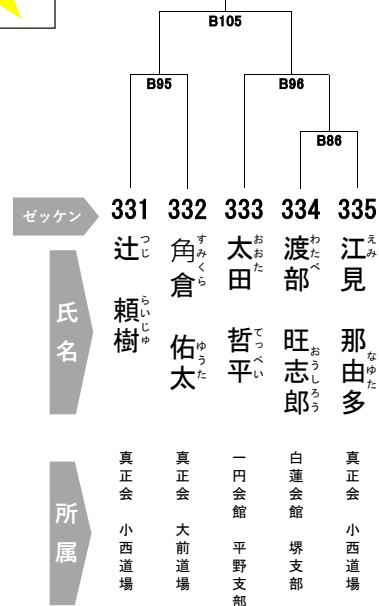 B105
B95
B96
B86
ゼッケン
331
332
333
334
335
氏名
辻 頼樹
つじ らいじゅ
角倉 佑太
すみくら ゆうた
太田 哲平
おおた てっぺい
渡部 旺志郎
わたべ おうしろう
江見 那由多
えみ なゆた
所属
真正会 小西道場
真正会 大前道場
一円会館 平野支部
白蓮会館 堺支部
真正会 小西道場